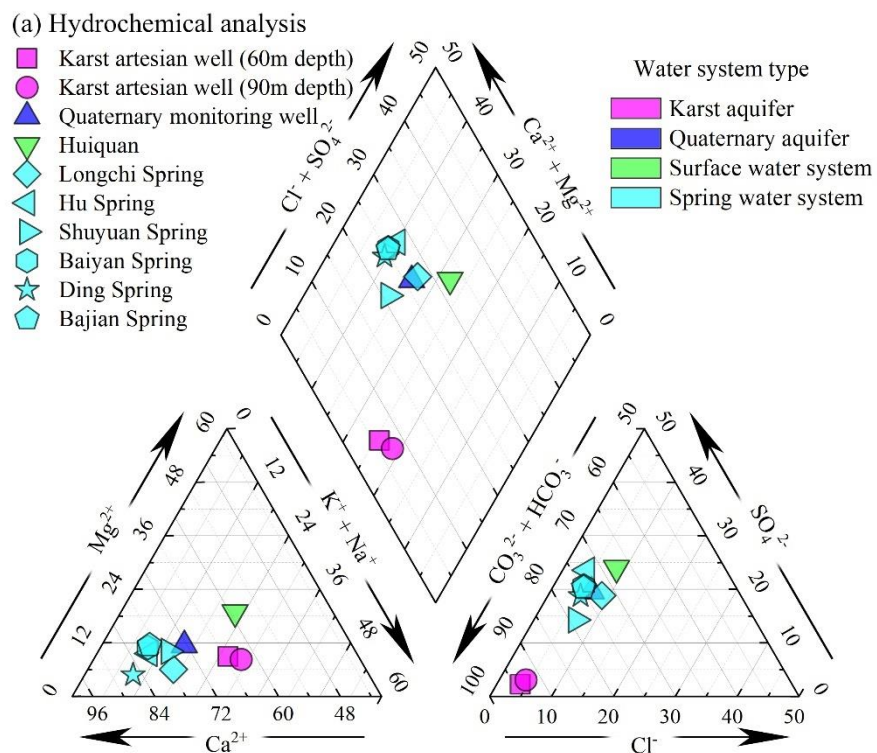 (a) Hydrochemical analysis
Karst artesian well (60m depth)
Karst artesian well (90m depth)
Quaternary monitoring well
Huiquan
Longchi Spring
Hu Spring
Shuyuan Spring
Baiyan Spring
Ding Spring
Bajian Spring
Water system type
Karst aquifer
Quaternary aquifer
Surface water system
Spring water system
Cl⁻ + SO₄²⁻
0 10 20 30 40 50
Ca²⁺ + Mg²⁺
50 40 30 20 10 0
Mg²⁺
0 12 24 36 48 60
K⁺ + Na⁺
0 12 24 36 48 60
96 84 72 60 48
Ca²⁺
CO₃²⁻ + HCO₃⁻
50 60 70 80 90 100
SO₄²⁻
50 40 30 20 10 0
0 10 20 30 40 50
Cl⁻